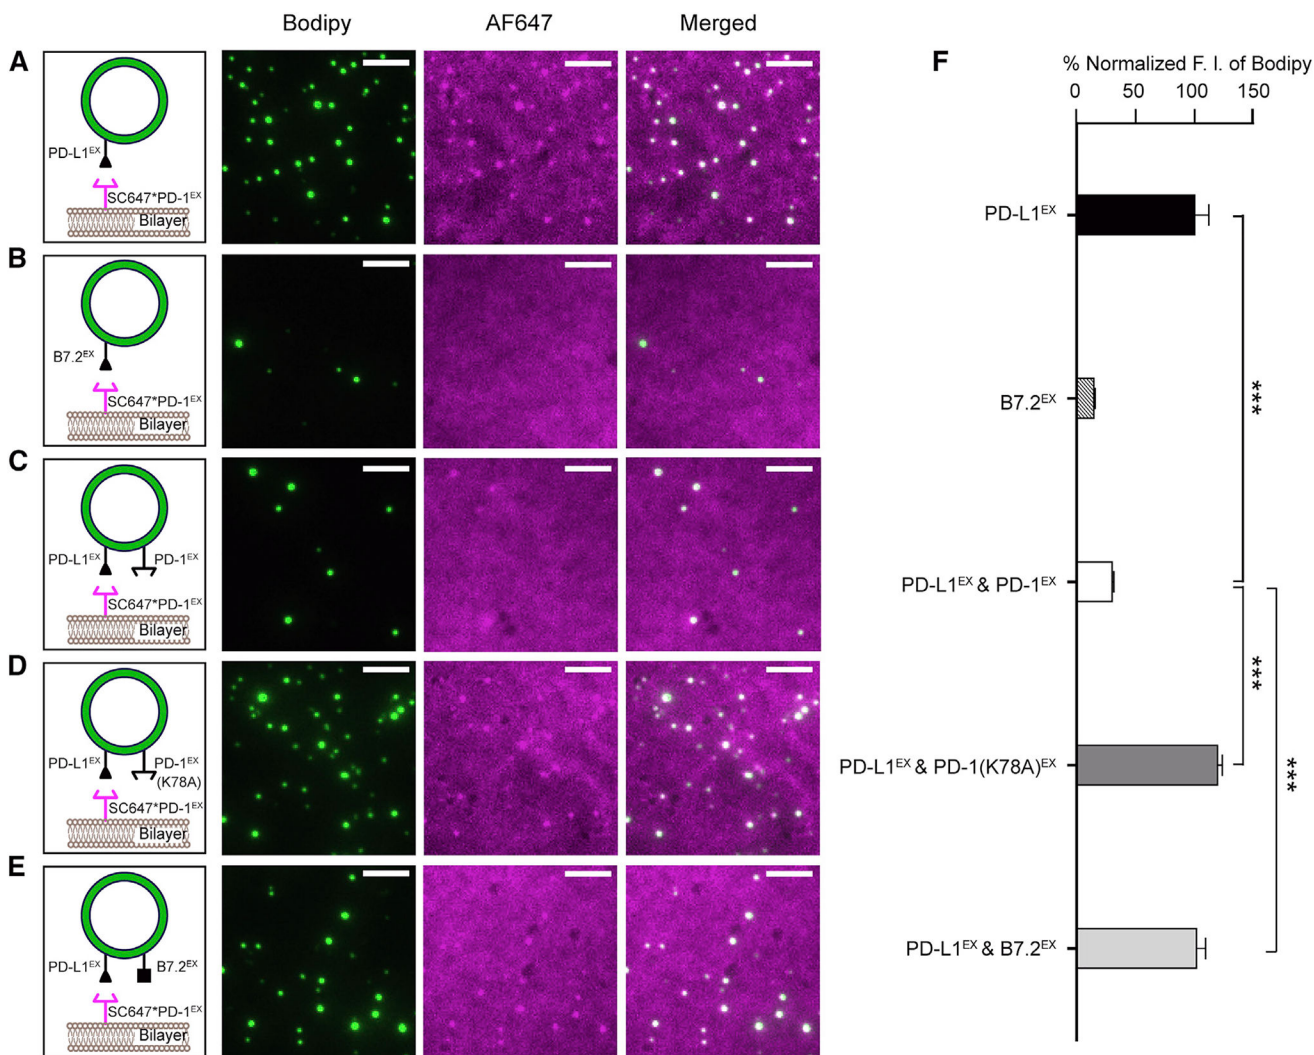 Bodipy AF647 Merged
A
PD-L1ᴱˣ
SC647*PD-1ᴱˣ
Bilayer
B
B7.2ᴱˣ
SC647*PD-1ᴱˣ
Bilayer
C
PD-L1ᴱˣ PD-1ᴱˣ
SC647*PD-1ᴱˣ
Bilayer
D
PD-L1ᴱˣ PD-1ᴱˣ
(K78A)
SC647*PD-1ᴱˣ
Bilayer
E
PD-L1ᴱˣ B7.2ᴱˣ
SC647*PD-1ᴱˣ
Bilayer
F
% Normalized F. I. of Bodipy
0 50 100 150
PD-L1ᴱˣ
B7.2ᴱˣ
***
PD-L1ᴱˣ & PD-1ᴱˣ
***
PD-L1ᴱˣ & PD-1(K78A)ᴱˣ
***
PD-L1ᴱˣ & B7.2ᴱˣ